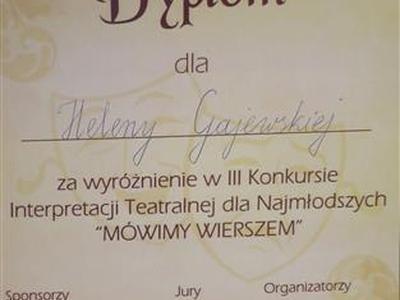 Dyplom
dla
Heleny Gajewskiej
za wyróżnienie w III Konkursie
Interpretacji Teatralnej dla Najmłodszych
"MÓWIMY WIERSZEM"
Sponsorzy Jury Organizatorzy